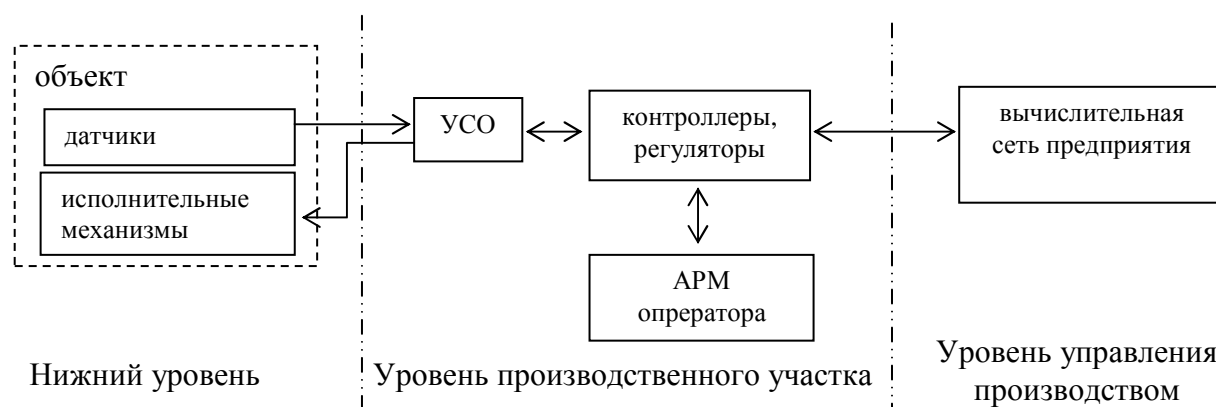 объект
датчики
исполнительные
механизмы
УСО
контроллеры,
регуляторы
АРМ
опрератора
вычислительная
сеть предприятия
Нижний уровень
Уровень производственного участка
Уровень управления
производством